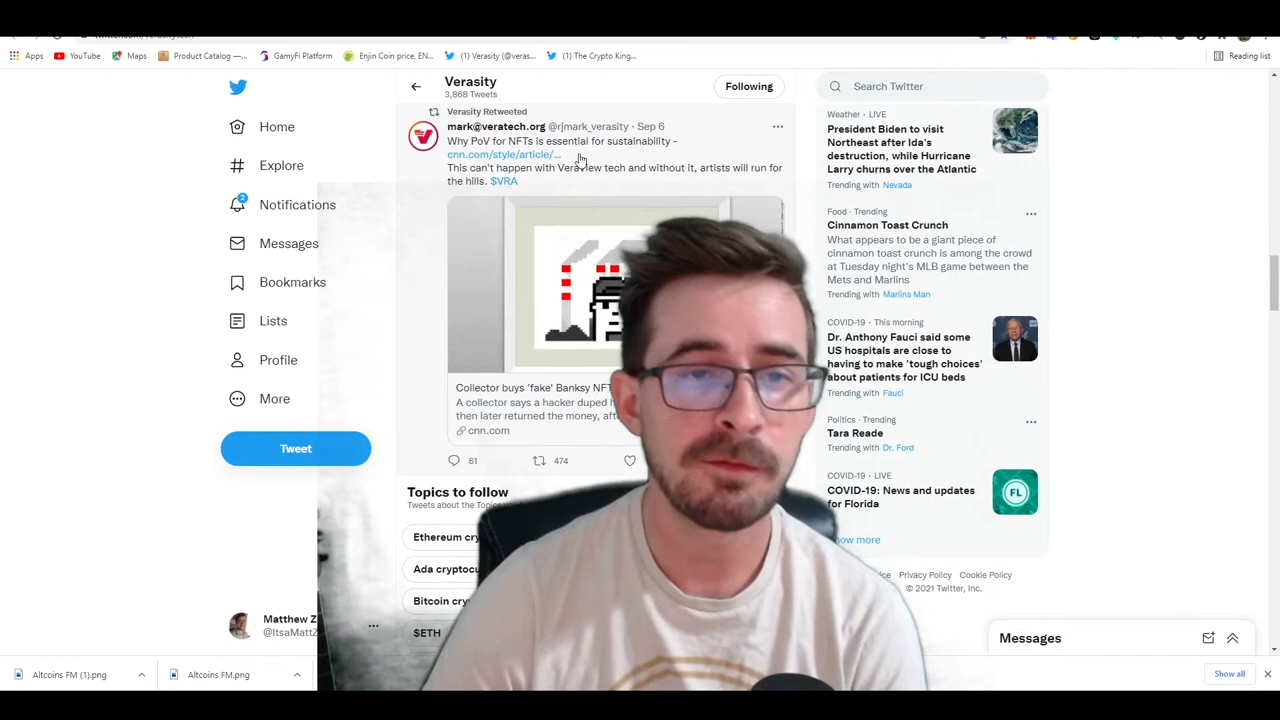 Apps
YouTube
Maps
Product Catalog —...
GamyFi Platform
Enjin Coin price, EN...
(1) Verasity (@veras...
(1) The Crypto King...
Reading list
Home
Explore
2
Notifications
Messages
Bookmarks
Lists
Profile
More
Tweet
Matthew Z
@ItsaMattZ
Verasity
3,868 Tweets
Following
Verasity Retweeted
mark@veratech.org @rjmark_verasity · Sep 6
Why PoV for NFTs is essential for sustainability -
cnn.com/style/article/...
This can't happen with VeraView tech and without it, artists will run for
the hills. $VRA
Collector buys 'fake' Banksy NFT
A collector says a hacker duped h
then later returned the money, aft
cnn.com
61
474
Topics to follow
Tweets about the Topics
Ethereum cry
Ada cryptocu
Bitcoin cry
$ETH
Search Twitter
Weather · LIVE
President Biden to visit
Northeast after Ida's
destruction, while Hurricane
Larry churns over the Atlantic
Trending with Nevada
Food · Trending
Cinnamon Toast Crunch
What appears to be a giant piece of
cinnamon toast crunch is among the crowd
at Tuesday night's MLB game between the
Mets and Marlins
Trending with Marlins Man
COVID-19 · This morning
Dr. Anthony Fauci said some
US hospitals are close to
having to make 'tough choices'
about patients for ICU beds
Trending with Fauci
Politics · Trending
Tara Reade
Trending with Dr. Ford
COVID-19 · LIVE
COVID-19: News and updates
for Florida
FL
how more
Privacy Policy Cookie Policy
© 2021 Twitter, Inc.
Messages
Altcoins FM (1).png
Altcoins FM.png
Show all